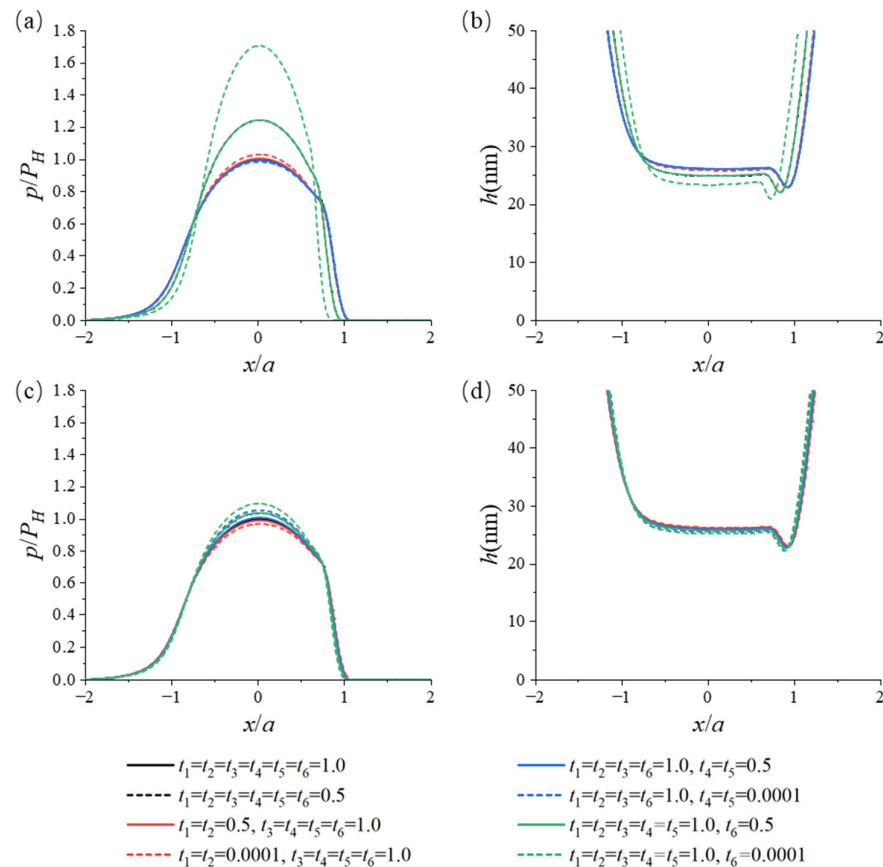 (a)
1.8
1.6
1.4
1.2
1.0
0.8
0.6
0.4
0.2
0.0
p/P_H
−2 −1 0 1 2
x/a
(b)
50
40
30
20
10
0
h(nm)
−2 −1 0 1 2
x/a
(c)
1.8
1.6
1.4
1.2
1.0
0.8
0.6
0.4
0.2
0.0
p/P_H
−2 −1 0 1 2
x/a
(d)
50
40
30
20
10
0
h(nm)
−2 −1 0 1 2
x/a
t₁=t₂=t₃=t₄=t₅=t₆=1.0
t₁=t₂=t₃=t₄=t₅=t₆=0.5
t₁=t₂=0.5, t₃=t₄=t₅=t₆=1.0
t₁=t₂=0.0001, t₃=t₄=t₅=t₆=1.0
t₁=t₂=t₃=t₆=1.0, t₄=t₅=0.5
t₁=t₂=t₃=t₆=1.0, t₄=t₅=0.0001
t₁=t₂=t₃=t₄=t₅=1.0, t₆=0.5
t₁=t₂=t₃=t₄=t₅=1.0, t₆=0.0001